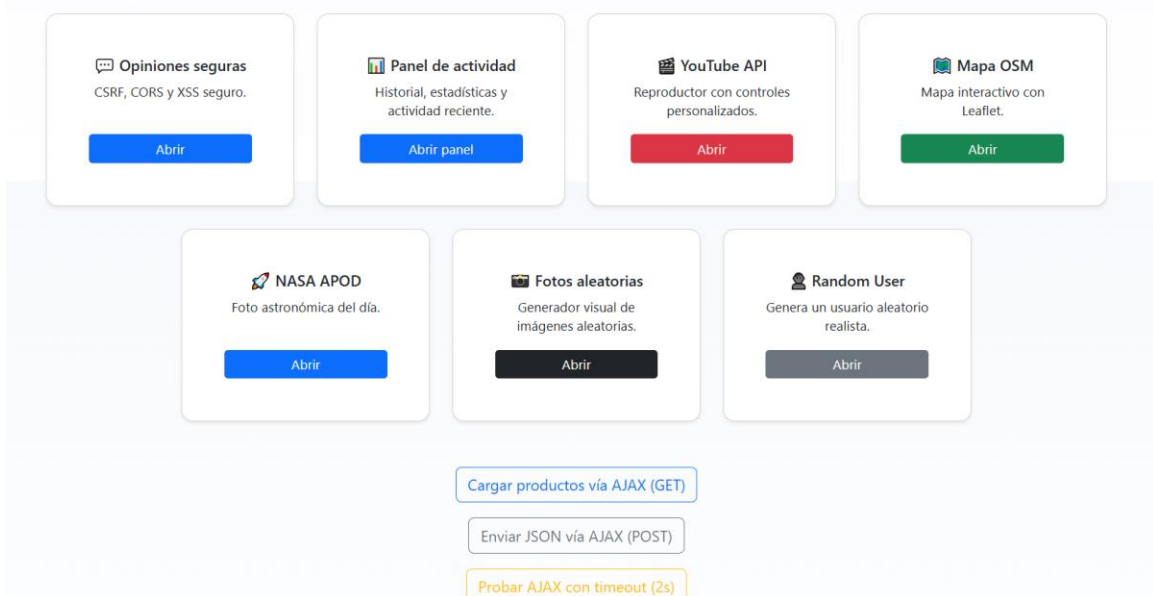 💬 Opiniones seguras
CSRF, CORS y XSS seguro.
Abrir
📊 Panel de actividad
Historial, estadísticas y
actividad reciente.
Abrir panel
🎬 YouTube API
Reproductor con controles
personalizados.
Abrir
🗺️ Mapa OSM
Mapa interactivo con
Leaflet.
Abrir
🚀 NASA APOD
Foto astronómica del día.
Abrir
📸 Fotos aleatorias
Generador visual de
imágenes aleatorias.
Abrir
👤 Random User
Genera un usuario aleatorio
realista.
Abrir
Cargar productos vía AJAX (GET)
Enviar JSON vía AJAX (POST)
Probar AJAX con timeout (2s)